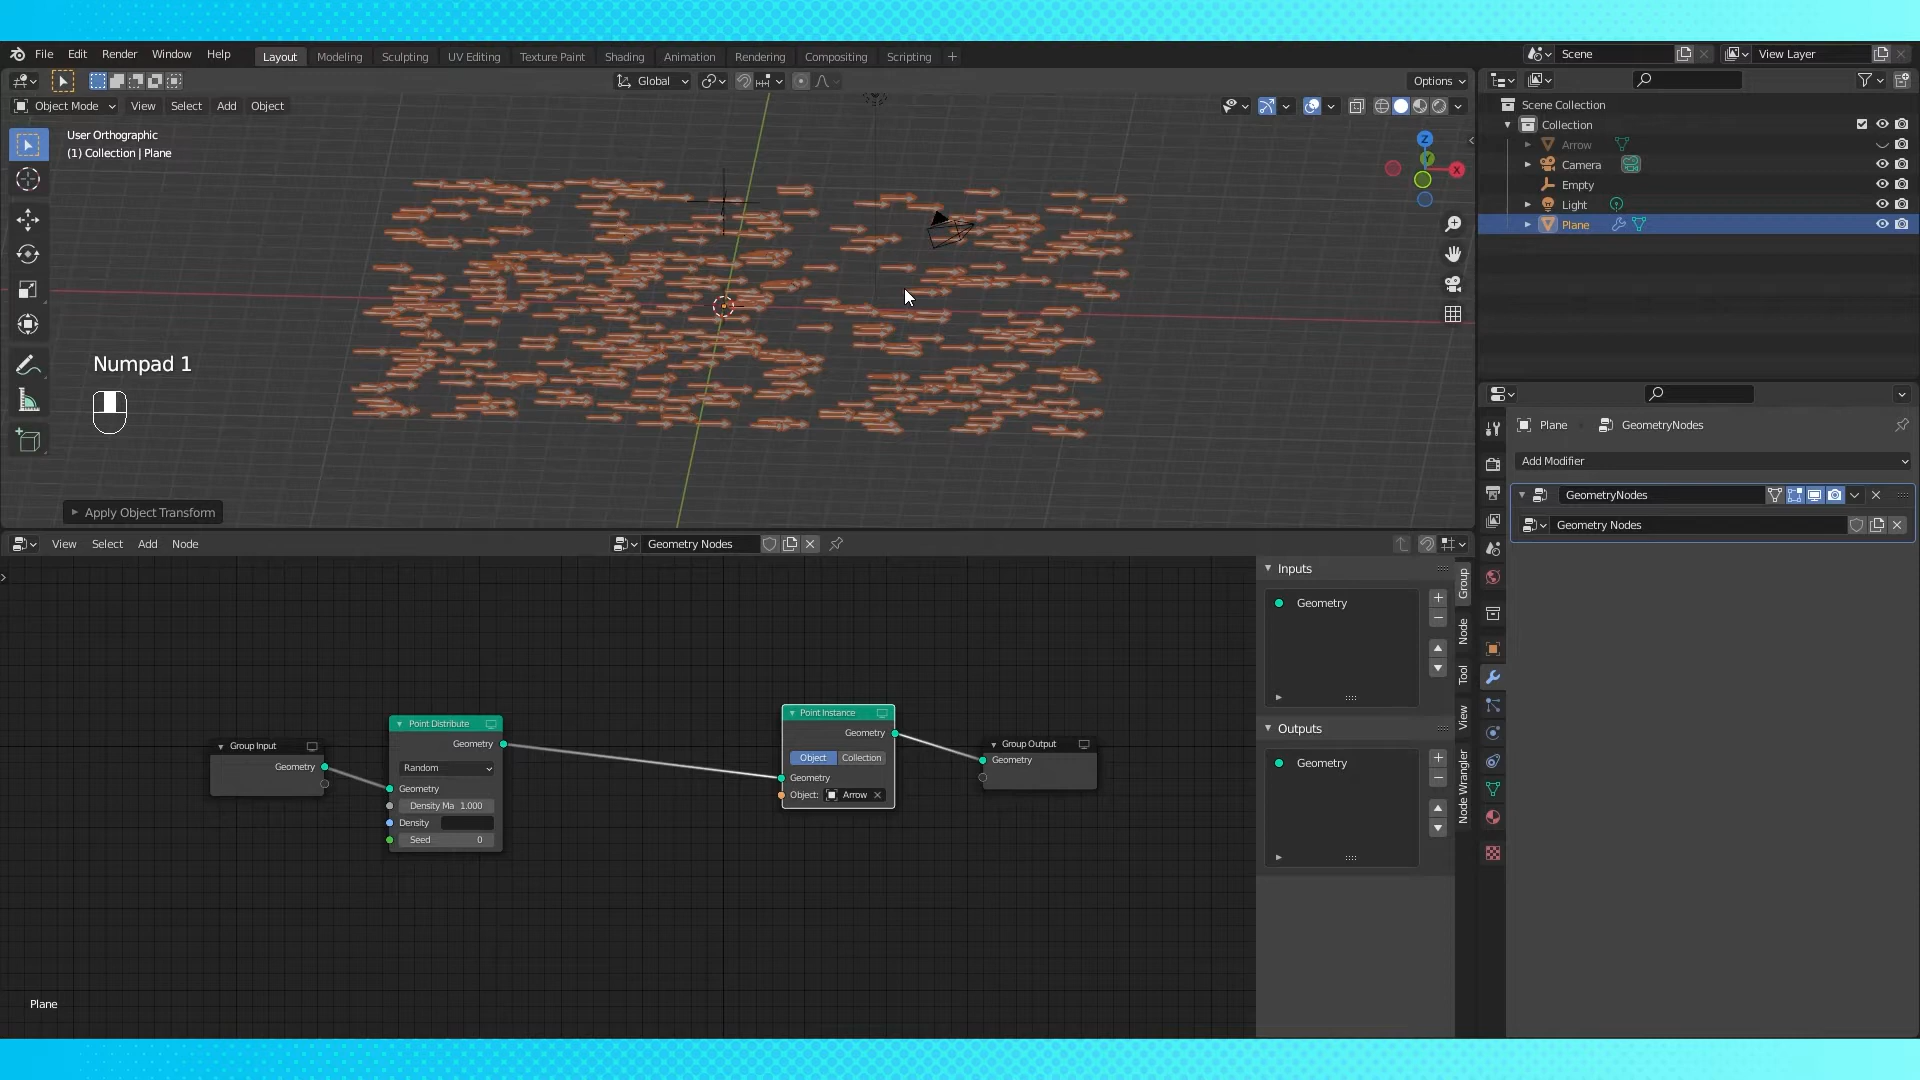 File Edit Render Window Help
Layout Modeling Sculpting UV Editing Texture Paint Shading Animation Rendering Compositing Scripting +
Scene
View Layer
Global
Options
Object Mode View Select Add Object
User Orthographic
(1) Collection | Plane
Z
Y
X
Numpad 1
Apply Object Transform
Scene Collection
Collection
Arrow
Camera
Empty
Light
Plane
Plane GeometryNodes
Add Modifier
GeometryNodes
Geometry Nodes
View Select Add Node
Geometry Nodes
Group Input
Geometry
Point Distribute
Geometry
Random
Geometry
Density Ma 1.000
Density
Seed 0
Point Instance
Geometry
Object Collection
Geometry
Object: Arrow
Group Output
Geometry
Plane
Inputs
Geometry
Outputs
Geometry
Group
Node
Tool
View
Node Wrangler